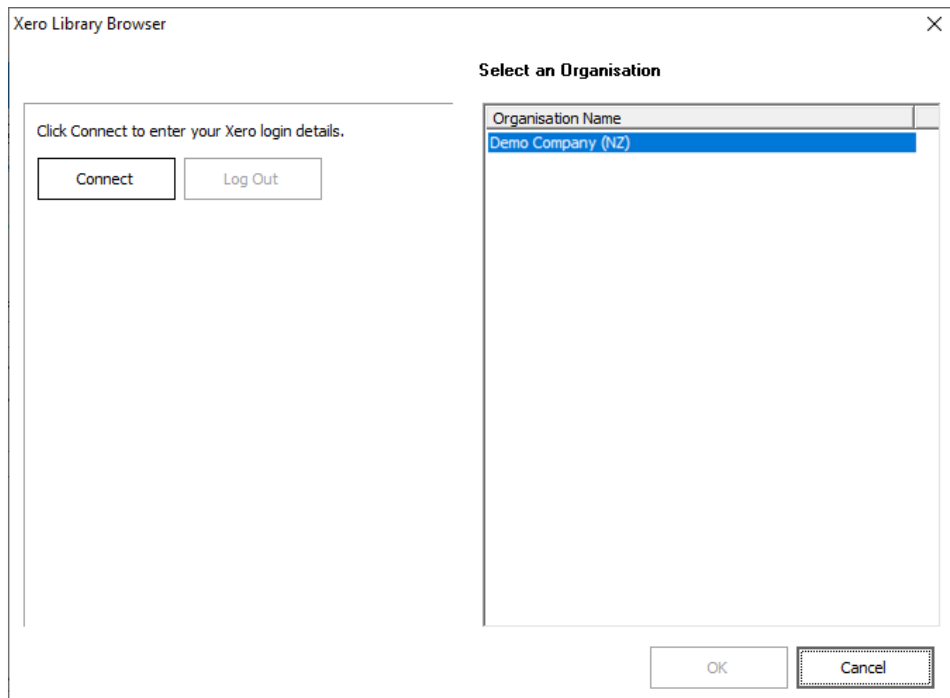 Xero Library Browser
Select an Organisation
Click Connect to enter your Xero login details.
Connect
Log Out
Organisation Name
Demo Company (NZ)
OK
Cancel